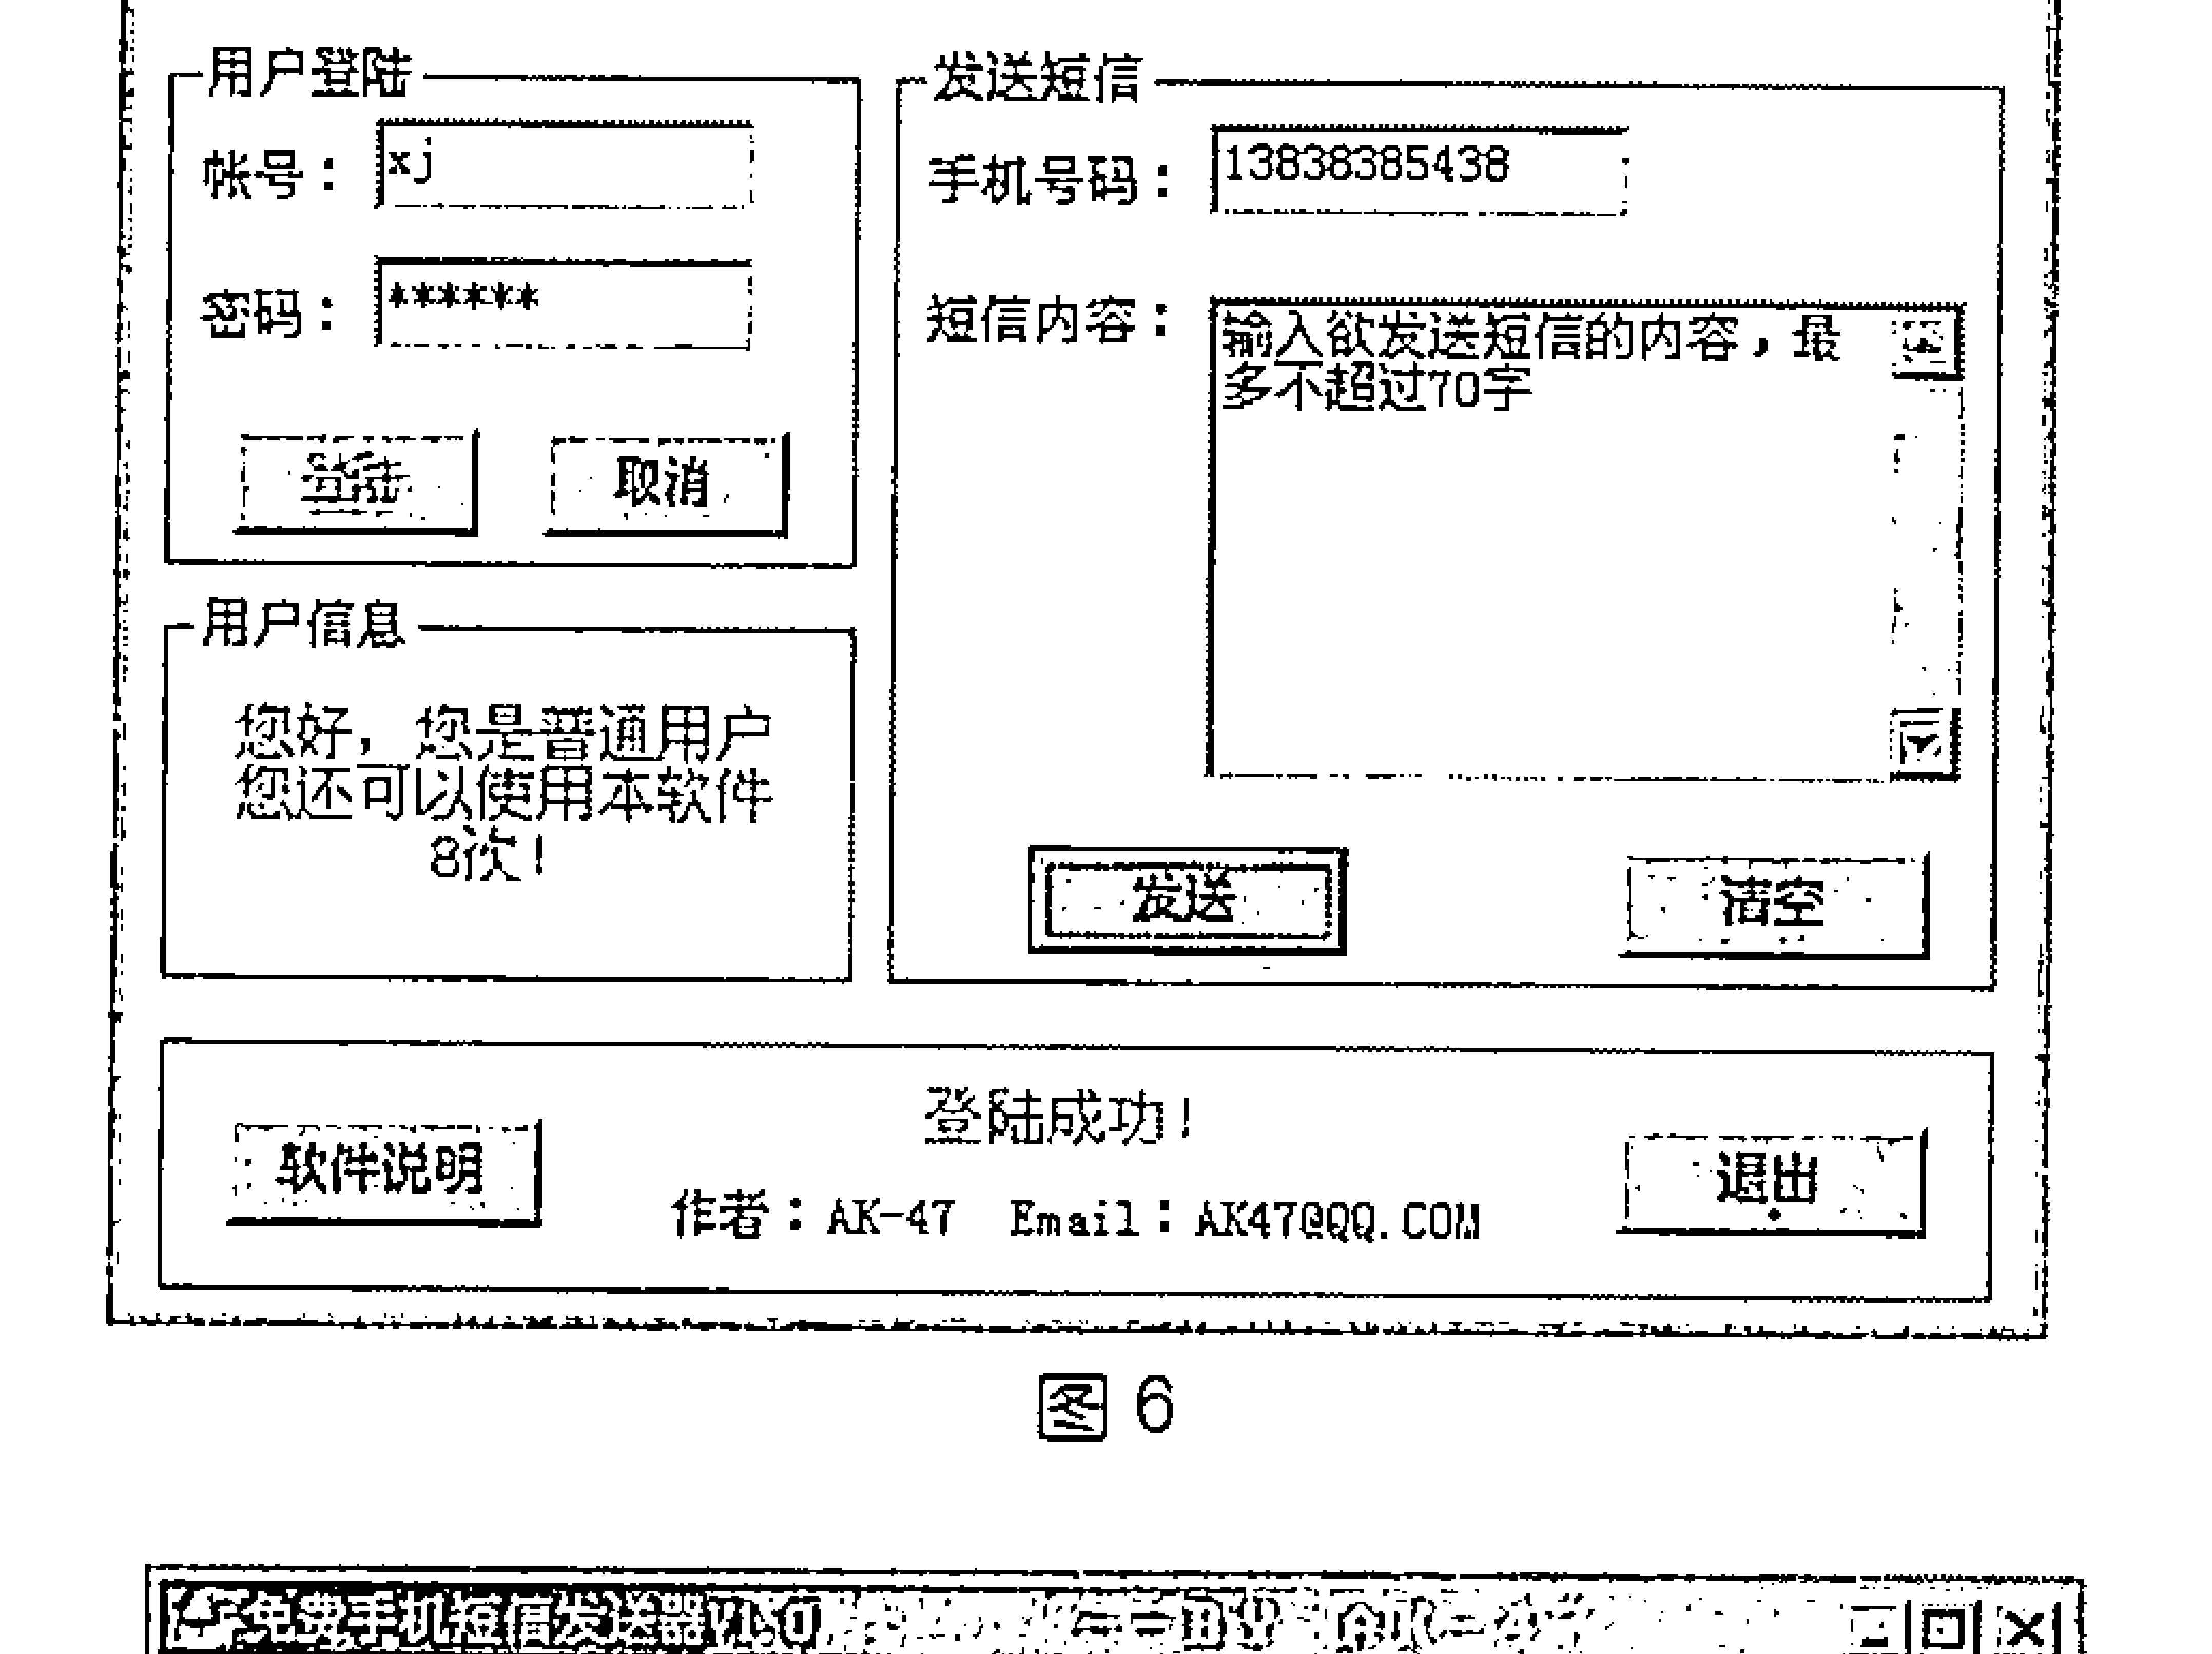 用户登陆
帐号：xj
密码：******
登陆 取消
用户信息
您好，您是普通用户
您还可以使用本软件
8次！
发送短信
手机号码：13838385438
短信内容：输入欲发送短信的内容，最
多不超过70字
发送 清空
登陆成功！
软件说明
作者：AK-47 Email：AK47@QQ.COM
退出
图 6
免费手机短信发送器